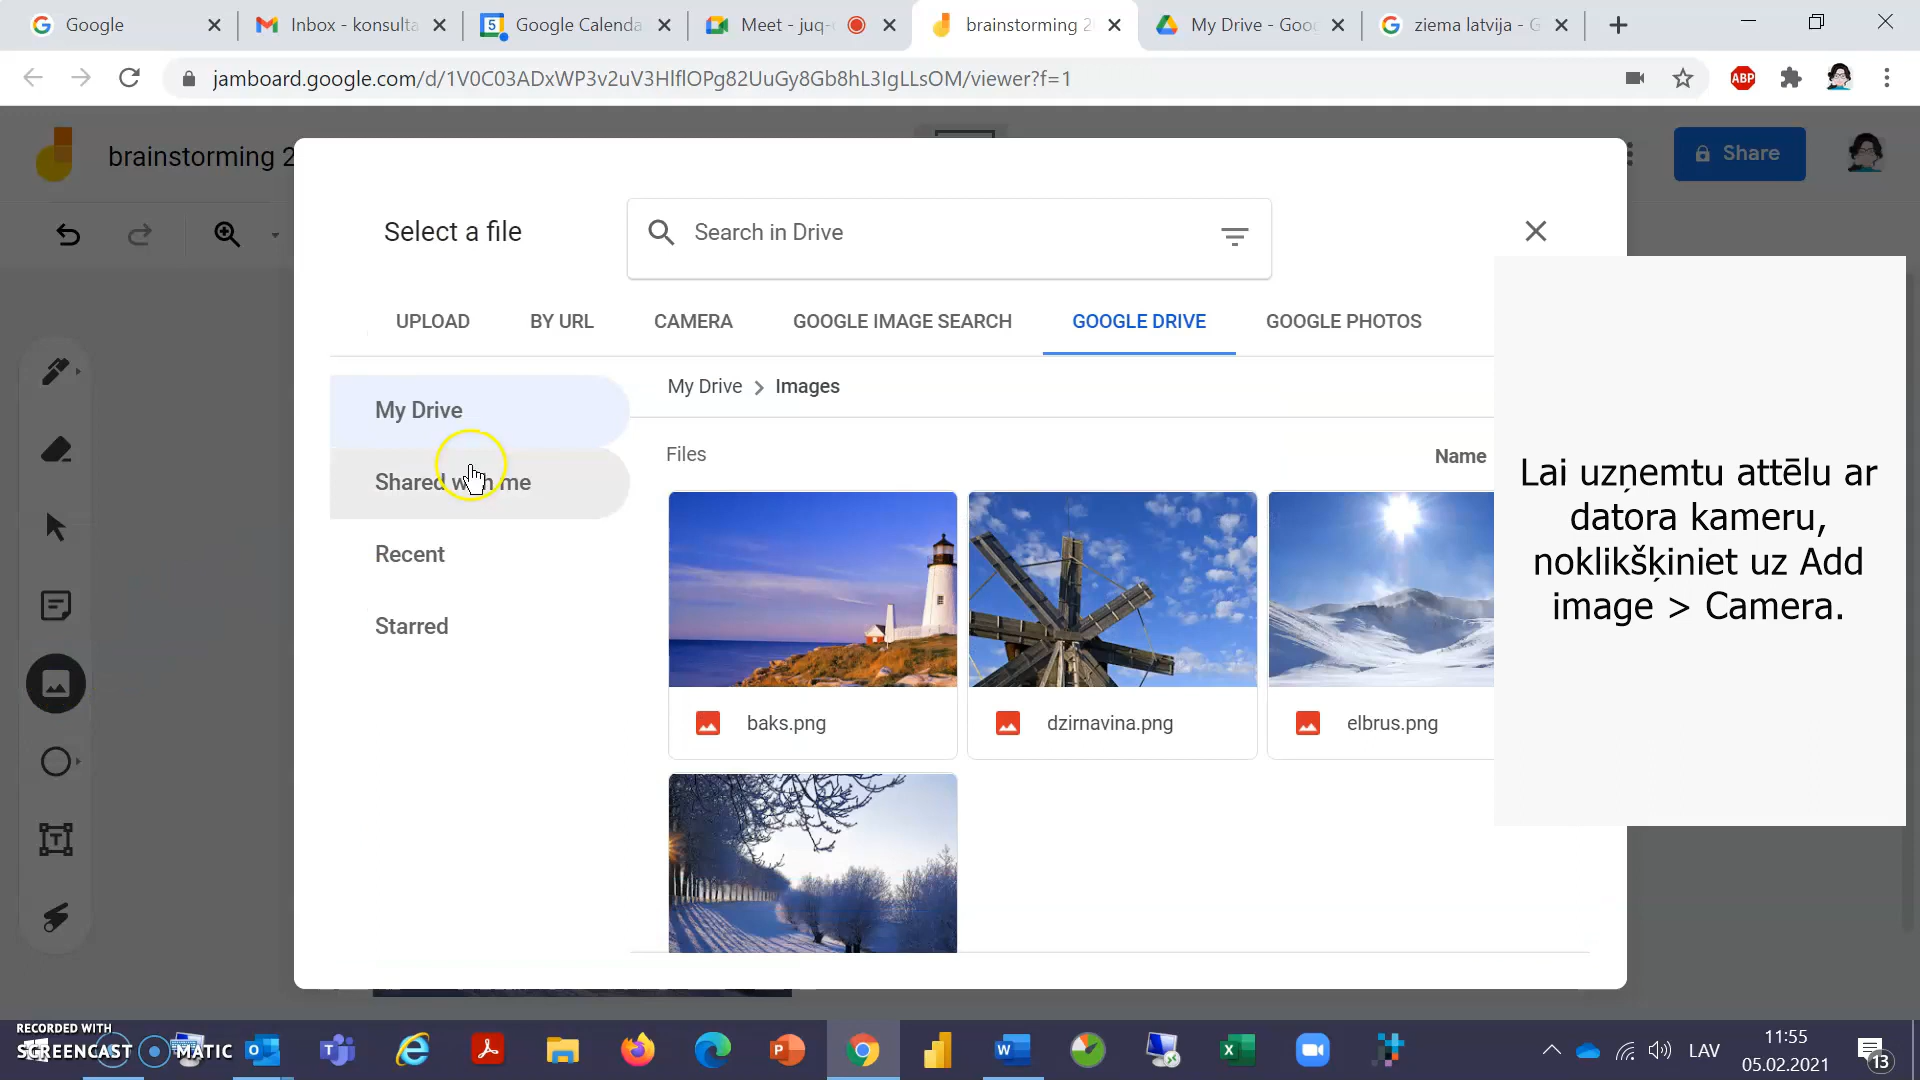 Google
Inbox - konsulta
Google Calenda
Meet - juq-
brainstorming 2
My Drive - Goo
ziema latvija - G
jamboard.google.com/d/1V0C03ADxWP3v2uV3HlflOPg82UuGy8Gb8hL3IgLLsOM/viewer?f=1
ABP
brainstorming 2
Share
Select a file
Search in Drive
UPLOAD
BY URL
CAMERA
GOOGLE IMAGE SEARCH
GOOGLE DRIVE
GOOGLE PHOTOS
My Drive
Shared with me
Recent
Starred
My Drive > Images
Files
Name
baks.png
dzirnavina.png
elbrus.png
Lai uzņemtu attēlu ar
datora kameru,
noklikšķiniet uz Add
image > Camera.
RECORDED WITH
SCREENCAST MATIC
LAV
11:55
05.02.2021
13